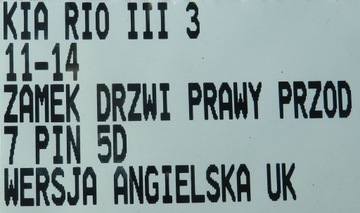 KIA RIO III 3
11-14
ZAMEK DRZWI PRAWY PRZOD
7 PIN 5D
WERSJA ANGIELSKA UK